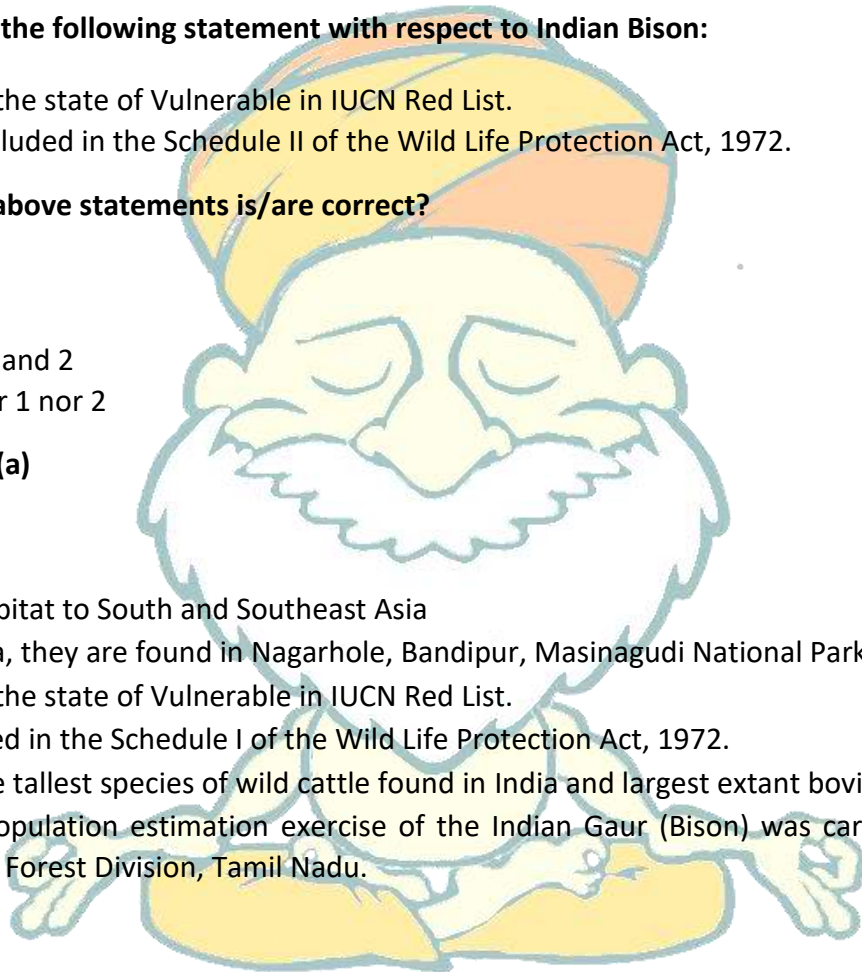 the following statement with respect to Indian Bison:
the state of Vulnerable in IUCN Red List.
luded in the Schedule II of the Wild Life Protection Act, 1972.
above statements is/are correct?
and 2
r 1 nor 2
(a)
bitat to South and Southeast Asia
a, they are found in Nagarhole, Bandipur, Masinagudi National Park
the state of Vulnerable in IUCN Red List.
ed in the Schedule I of the Wild Life Protection Act, 1972.
e tallest species of wild cattle found in India and largest extant bovi
opulation estimation exercise of the Indian Gaur (Bison) was car
Forest Division, Tamil Nadu.